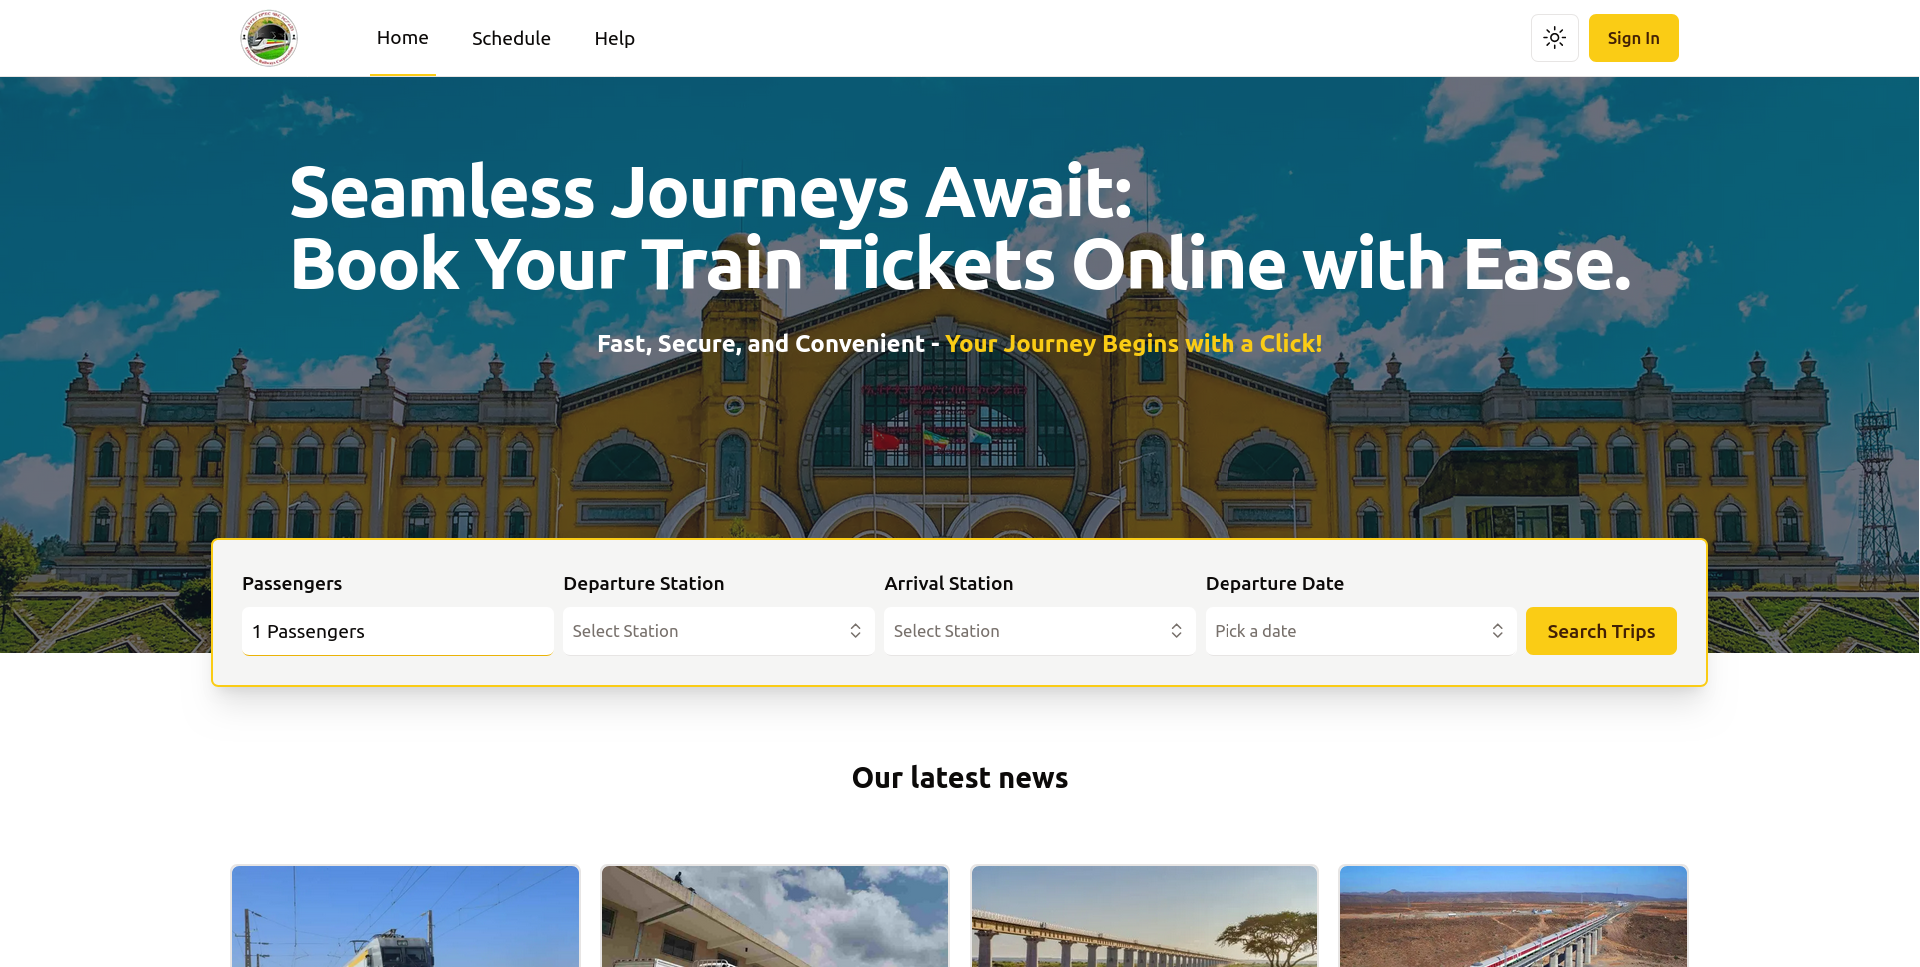 Home
Schedule
Help
Sign In
Seamless Journeys Await:
Book Your Train Tickets Online with Ease.
Fast, Secure, and Convenient - Your Journey Begins with a Click!
Passengers
Departure Station
Arrival Station
Departure Date
1 Passengers
Select Station
Select Station
Pick a date
Search Trips
Our latest news